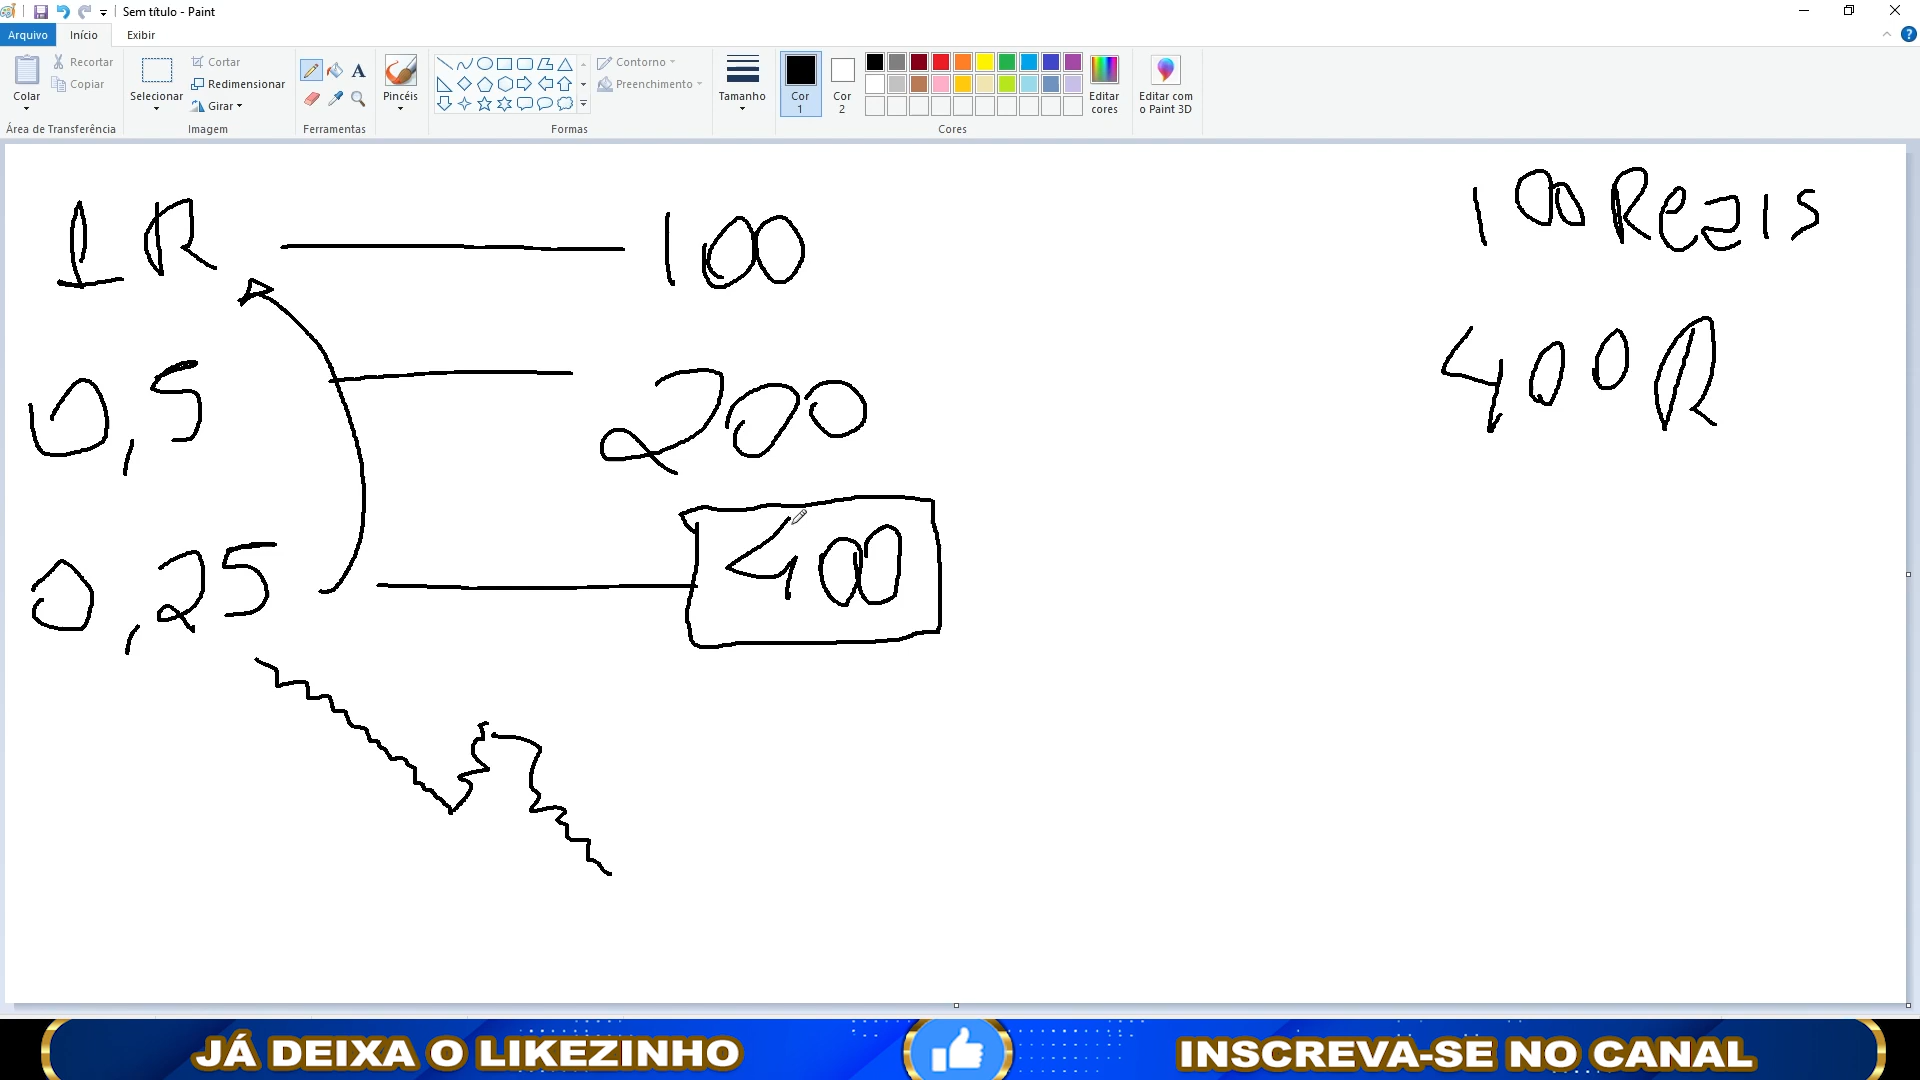 Sem título - Paint
Arquivo Início Exibir
Colar
Recortar
Copiar
Área de Transferência
Selecionar
Cortar
Redimensionar
Girar
Imagem
A
Ferramentas
Pincéis
Contorno
Preenchimento
Formas
Tamanho
Cor 1
Cor 2
Editar cores
Cores
Editar com o Paint 3D
1 R 100
0,5 200
0,25 400
100 Reais
400 R
JÁ DEIXA O LIKEZINHO
INSCREVA-SE NO CANAL